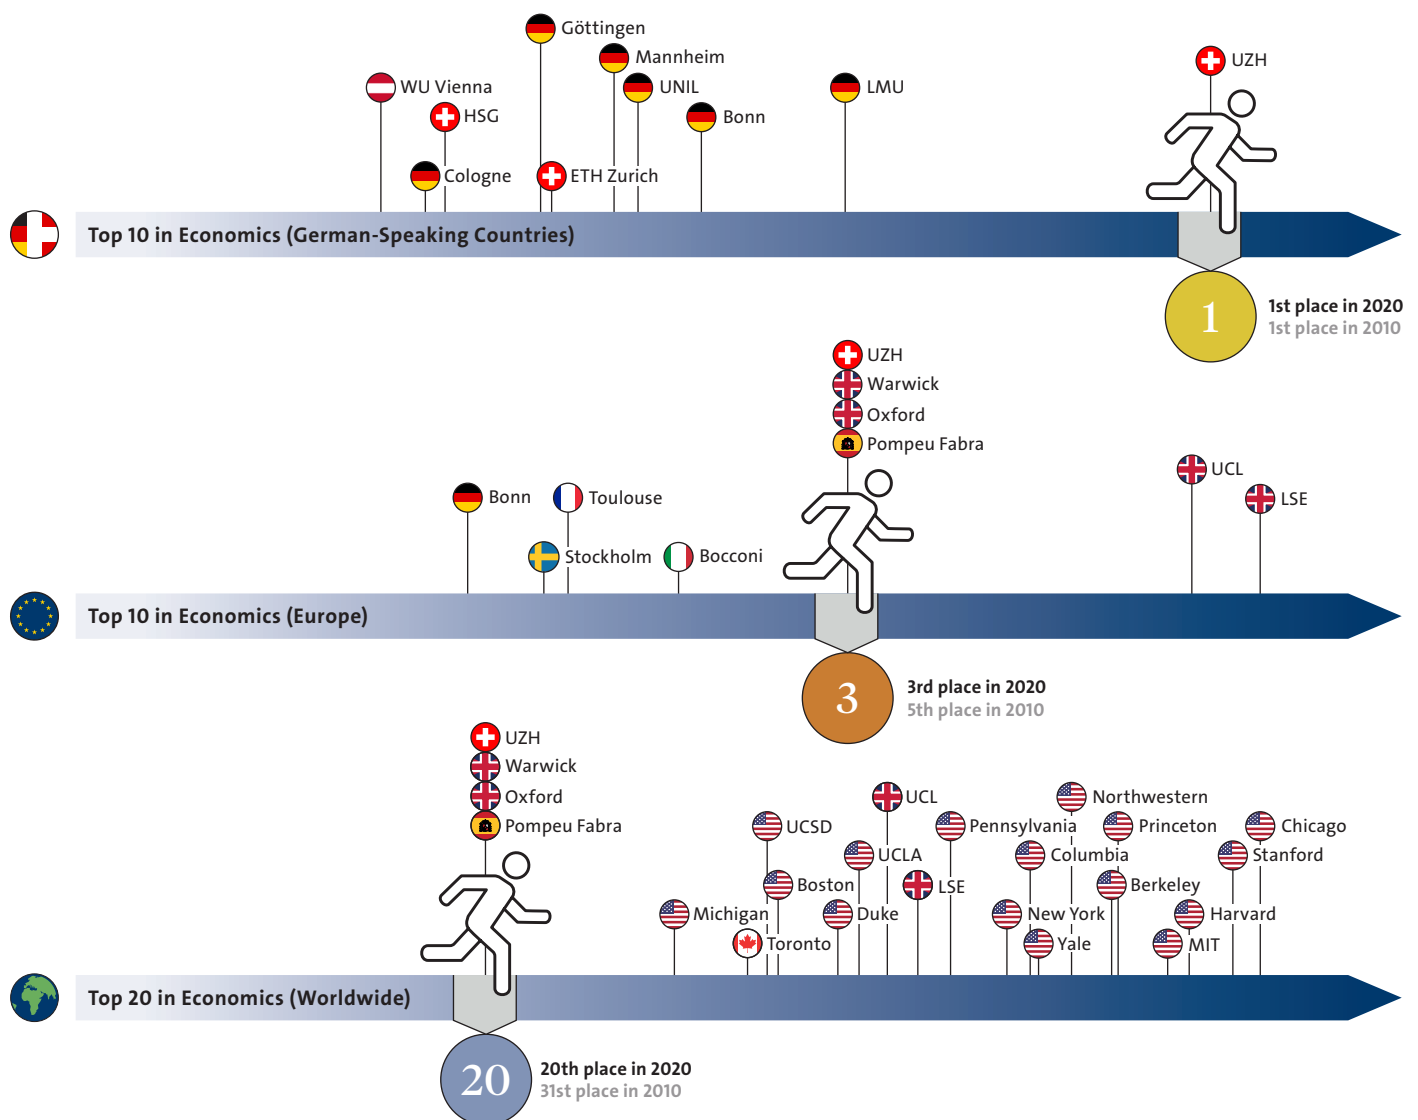 Göttingen
Mannheim
UZH
WU Vienna
UNIL
LMU
HSG
Bonn
Cologne
ETH Zurich
Top 10 in Economics (German-Speaking Countries)
1
1st place in 2020
1st place in 2010
UZH
Warwick
Oxford
Pompeu Fabra
UCL
Bonn
Toulouse
LSE
Stockholm
Bocconi
Top 10 in Economics (Europe)
3
3rd place in 2020
5th place in 2010
UZH
Warwick
Oxford
Pompeu Fabra
UCL
Northwestern
UCSD
Pennsylvania
Princeton
Chicago
UCLA
Columbia
Stanford
Boston
LSE
Berkeley
Michigan
Duke
New York
Harvard
Toronto
Yale
MIT
Top 20 in Economics (Worldwide)
20
20th place in 2020
31st place in 2010